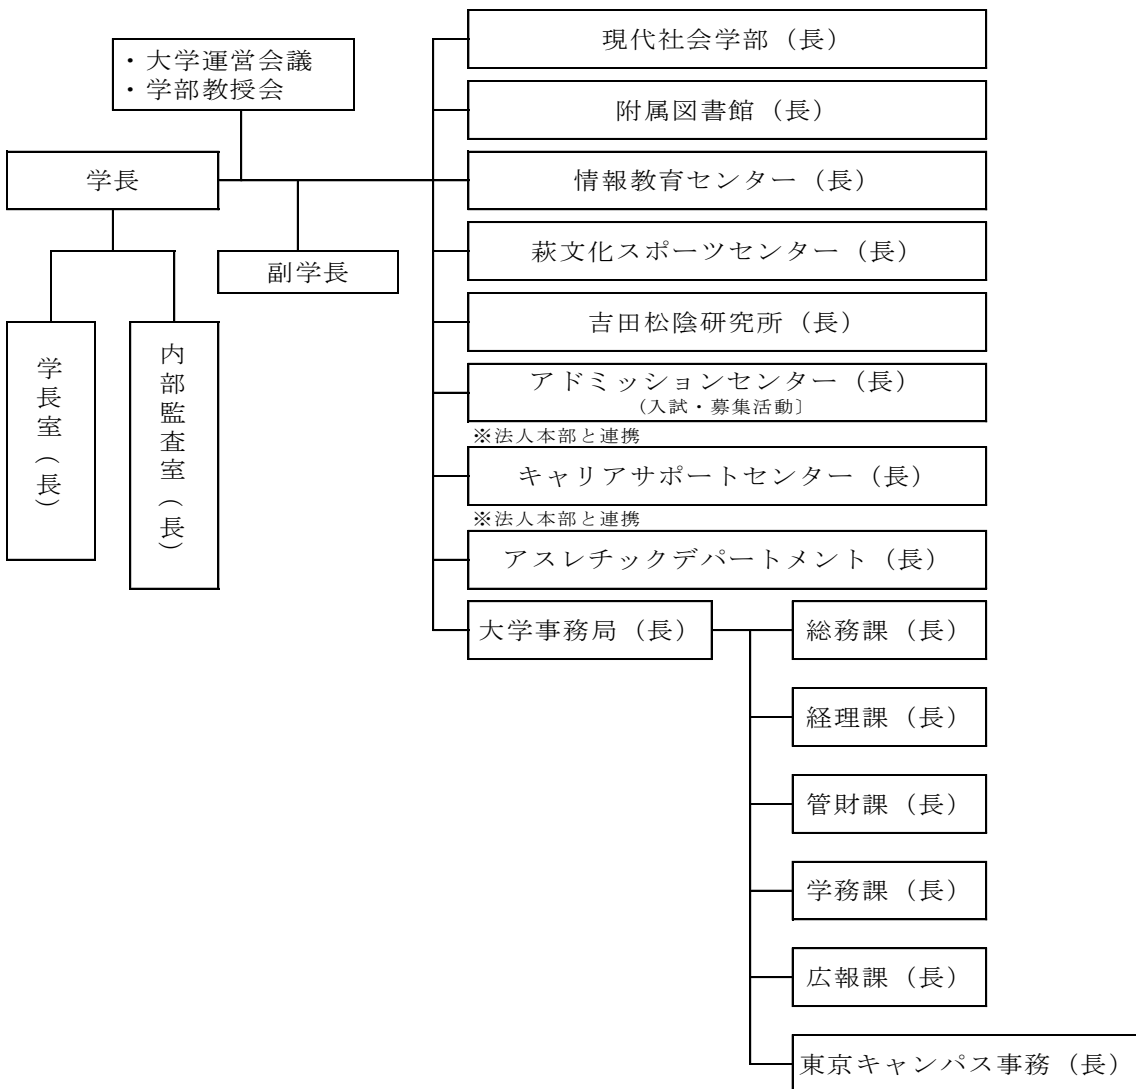 ・大学運営会議
・学部教授会
学長
副学長
学長室（長）
内部監査室（長）
現代社会学部（長）
附属図書館（長）
情報教育センター（長）
萩文化スポーツセンター（長）
吉田松陰研究所（長）
アドミッションセンター（長）
（入試・募集活動］
※法人本部と連携
キャリアサポートセンター（長）
※法人本部と連携
アスレチックデパートメント（長）
大学事務局（長）
総務課（長）
経理課（長）
管財課（長）
学務課（長）
広報課（長）
東京キャンパス事務（長）